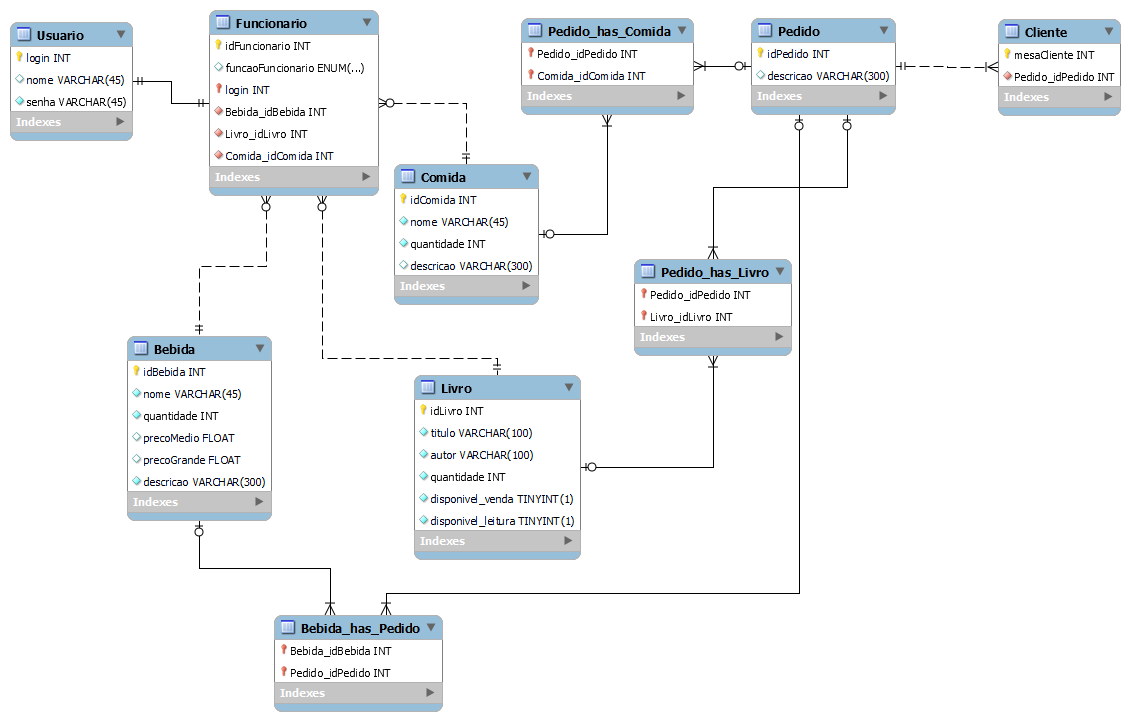 Usuario
login INT
nome VARCHAR(45)
senha VARCHAR(45)
Indexes
Funcionario
idFuncionario INT
funcaoFuncionario ENUM(...)
login INT
Bebida_idBebida INT
Livro_idLivro INT
Comida_idComida INT
Indexes
Pedido_has_Comida
Pedido_idPedido INT
Comida_idComida INT
Indexes
Pedido
idPedido INT
descricao VARCHAR(300)
Indexes
Cliente
mesaCliente INT
Pedido_idPedido INT
Indexes
Comida
idComida INT
nome VARCHAR(45)
quantidade INT
descricao VARCHAR(300)
Indexes
Pedido_has_Livro
Pedido_idPedido INT
Livro_idLivro INT
Indexes
Bebida
idBebida INT
nome VARCHAR(45)
quantidade INT
precoMedio FLOAT
precoGrande FLOAT
descricao VARCHAR(300)
Indexes
Livro
idLivro INT
titulo VARCHAR(100)
autor VARCHAR(100)
quantidade INT
disponivel_venda TINYINT(1)
disponivel_leitura TINYINT(1)
Indexes
Bebida_has_Pedido
Bebida_idBebida INT
Pedido_idPedido INT
Indexes